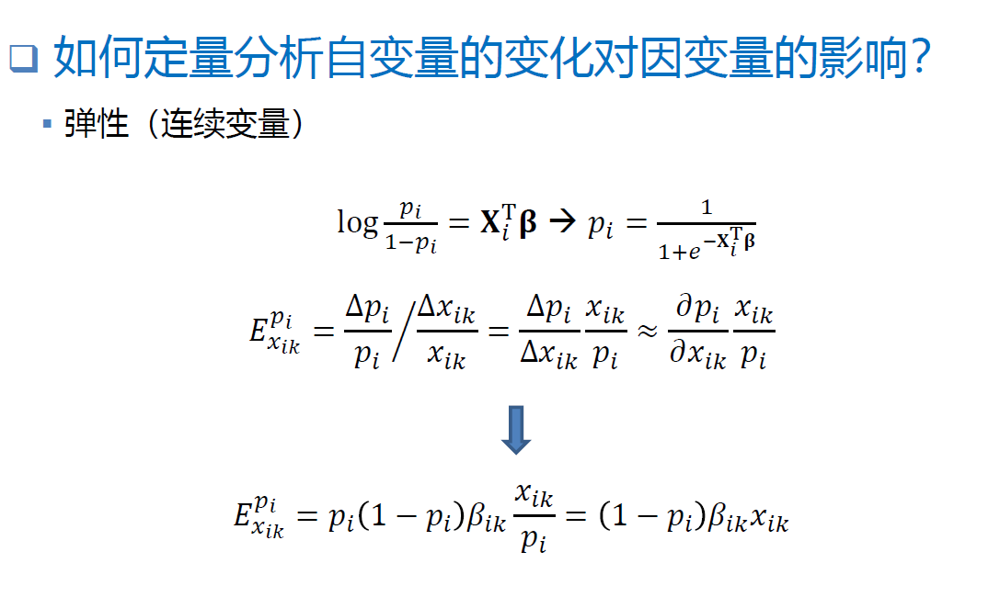 ❑ 如何定量分析自变量的变化对因变量的影响？
▪ 弹性（连续变量）
$\log \frac{p_i}{1-p_i} = \mathbf{X}_i^{\mathrm{T}} \boldsymbol{\beta} \rightarrow p_i = \frac{1}{1+e^{-\mathbf{X}_i^{\mathrm{T}} \boldsymbol{\beta}}}$
$E_{x_{ik}}^{p_i} = \frac{\Delta p_i}{p_i} \Big/ \frac{\Delta x_{ik}}{x_{ik}} = \frac{\Delta p_i}{\Delta x_{ik}} \frac{x_{ik}}{p_i} \approx \frac{\partial p_i}{\partial x_{ik}} \frac{x_{ik}}{p_i}$
$E_{x_{ik}}^{p_i} = p_i(1-p_i)\beta_{ik} \frac{x_{ik}}{p_i} = (1-p_i)\beta_{ik} x_{ik}$